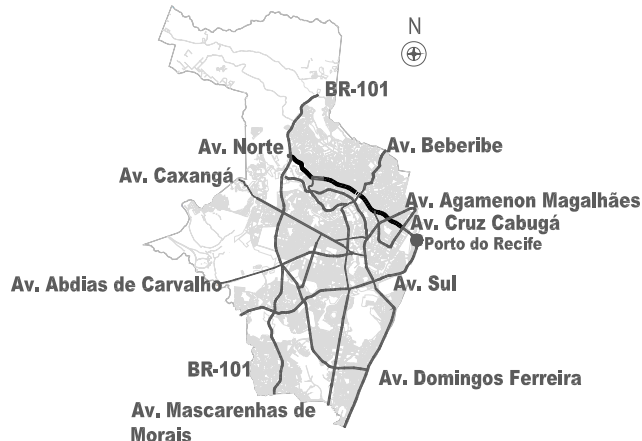 N
BR-101
Av. Norte
Av. Beberibe
Av. Caxangá
Av. Agamenon Magalhães
Av. Cruz Cabugá
Porto do Recife
Av. Abdias de Carvalho
Av. Sul
BR-101
Av. Domingos Ferreira
Av. Mascarenhas de
Morais